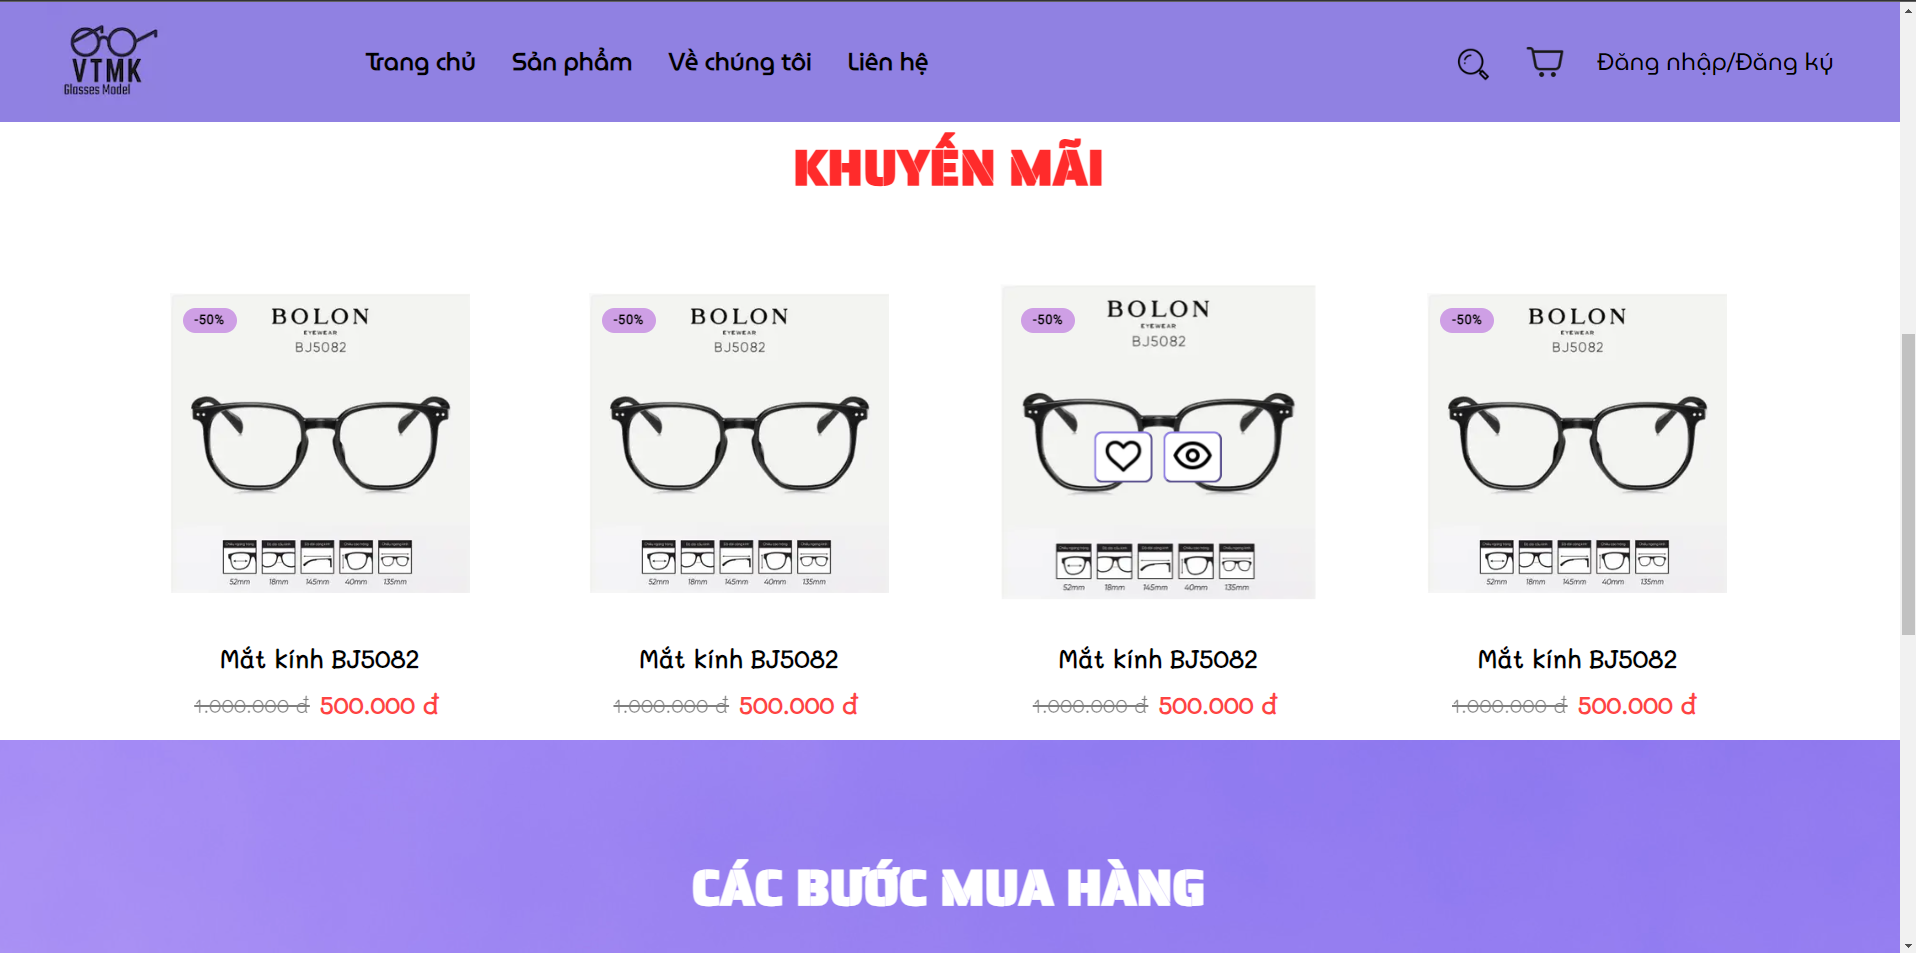 VTMK
Glasses Model
Trang chủ
Sản phẩm
Về chúng tôi
Liên hệ
Đăng nhập/Đăng ký
KHUYẾN MÃI
-50%
BOLON
EYEWEAR
BJ5082
52mm 18mm 145mm 40mm 135mm
Mắt kính BJ5082
1.000.000 đ 500.000 đ
-50%
BOLON
EYEWEAR
BJ5082
52mm 18mm 145mm 40mm 135mm
Mắt kính BJ5082
1.000.000 đ 500.000 đ
-50%
BOLON
EYEWEAR
BJ5082
52mm 18mm 145mm 40mm 135mm
Mắt kính BJ5082
1.000.000 đ 500.000 đ
-50%
BOLON
EYEWEAR
BJ5082
52mm 18mm 145mm 40mm 135mm
Mắt kính BJ5082
1.000.000 đ 500.000 đ
CÁC BƯỚC MUA HÀNG